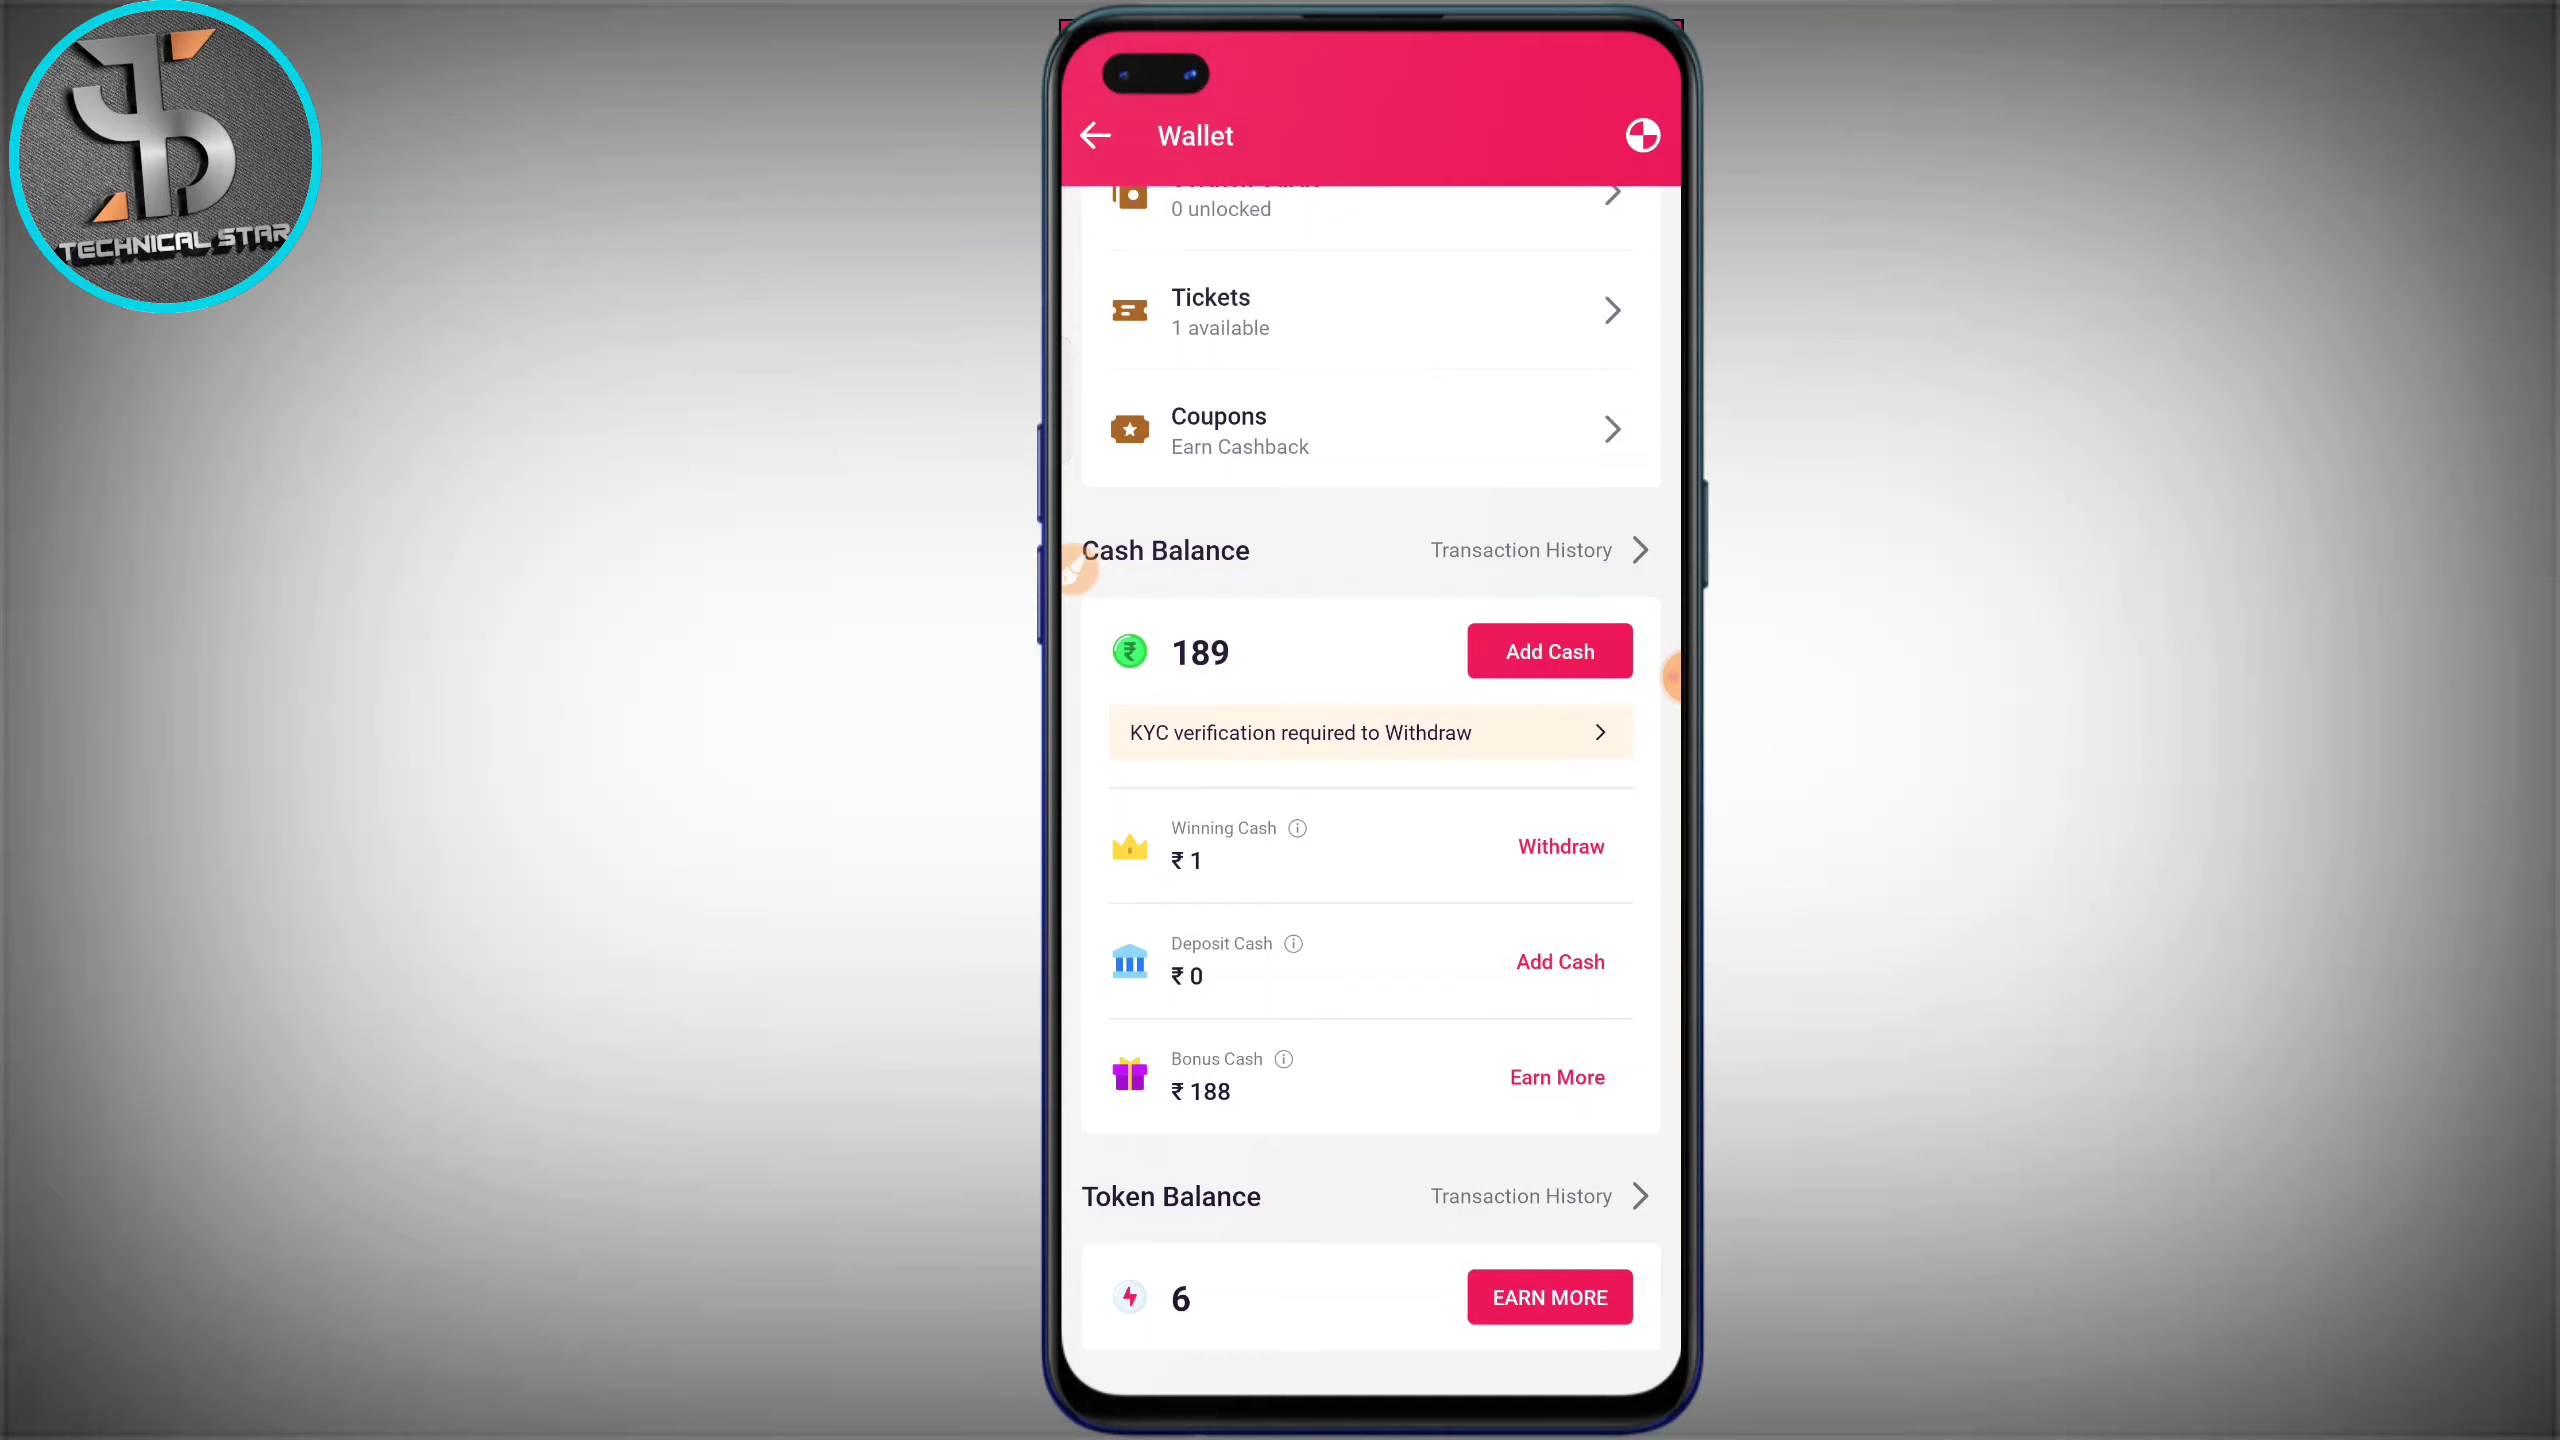 TECHNICAL STAR
Wallet
0 unlocked
Tickets
1 available
Coupons
Earn Cashback
Cash Balance
Transaction History
₹ 189
Add Cash
KYC verification required to Withdraw
Winning Cash
₹ 1
Withdraw
Deposit Cash
₹ 0
Add Cash
Bonus Cash
₹ 188
Earn More
Token Balance
Transaction History
6
EARN MORE